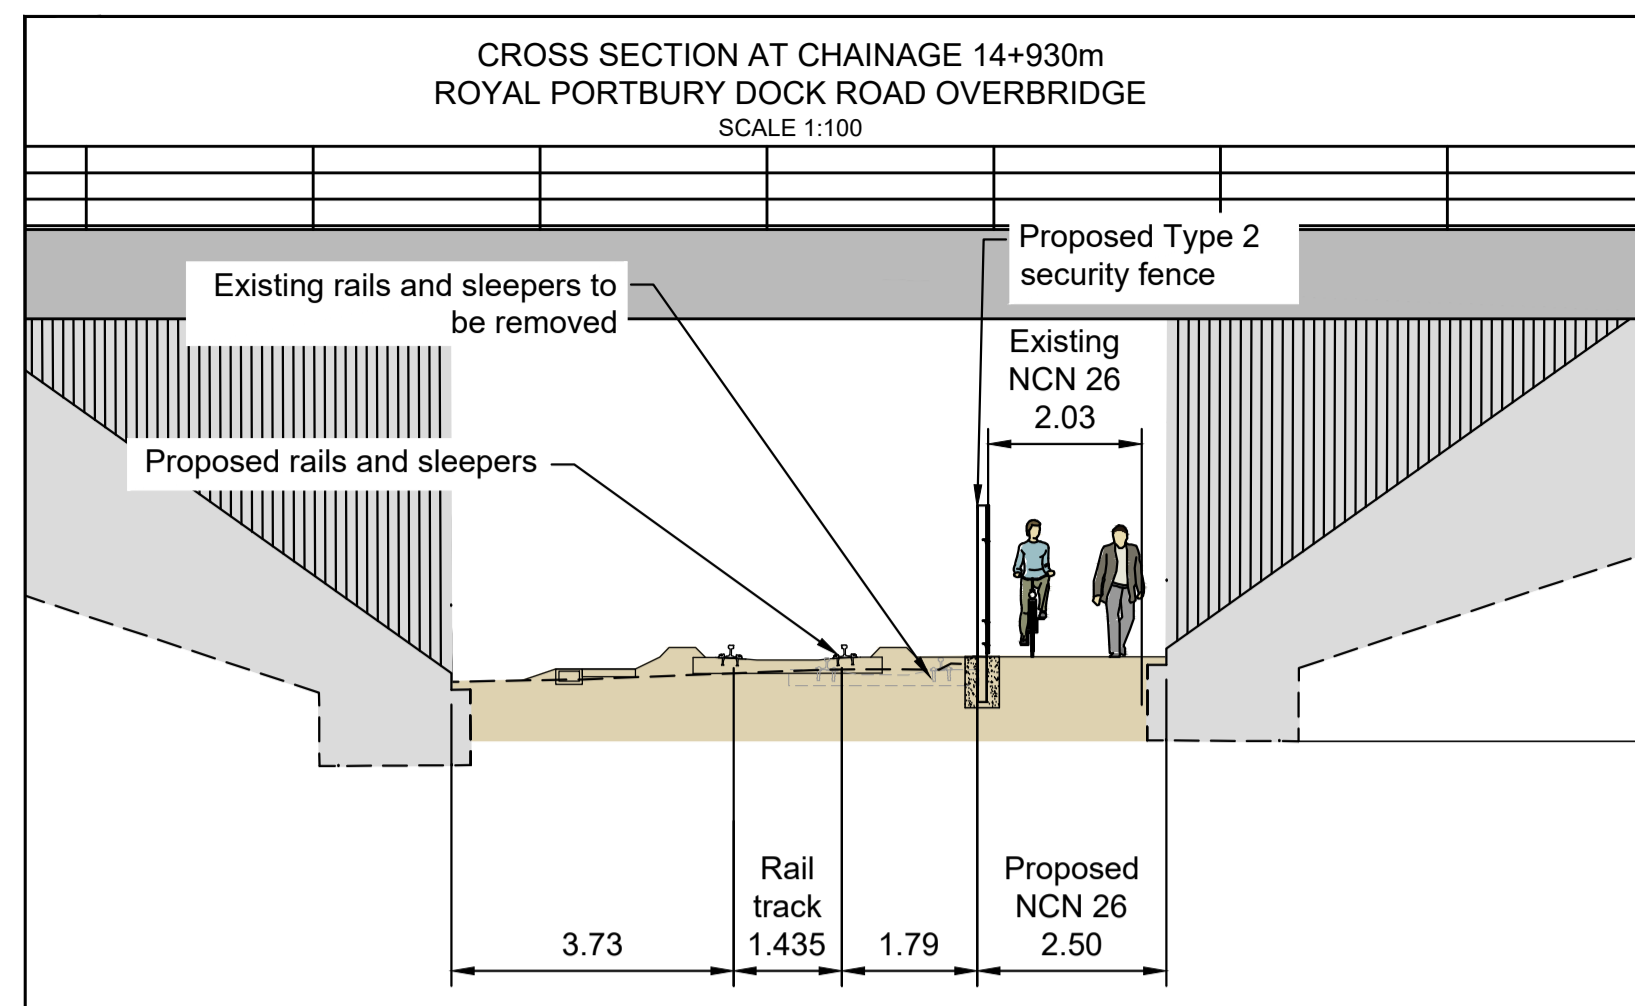 CROSS SECTION AT CHAINAGE 14+930m
ROYAL PORTBURY DOCK ROAD OVERBRIDGE
SCALE 1:100
Proposed Type 2
security fence
Existing rails and sleepers to
be removed
Existing
NCN 26
2.03
Proposed rails and sleepers
Rail
track
1.435
Proposed
NCN 26
2.50
3.73
1.79